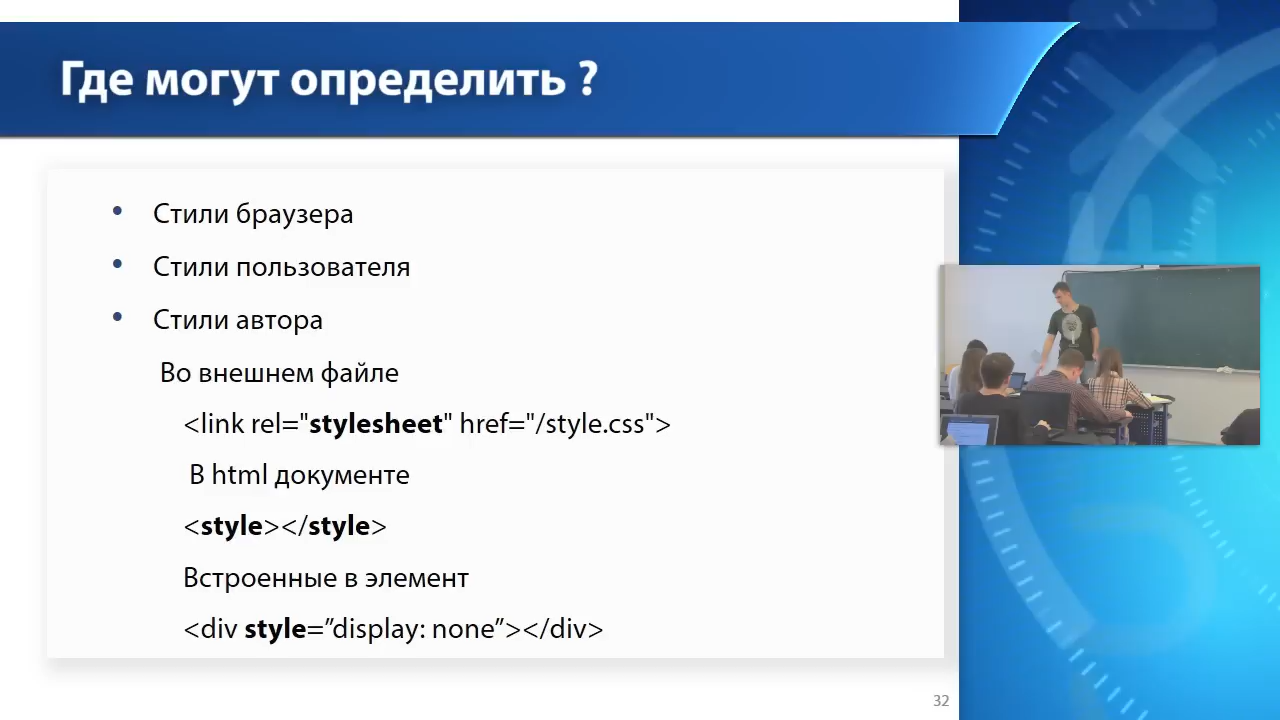 Где могут определить ?
• Стили браузера
• Стили пользователя
• Стили автора
Во внешнем файле
<link rel="stylesheet" href="/style.css">
В html документе
<style></style>
Встроенные в элемент
<div style=”display: none”></div>
32